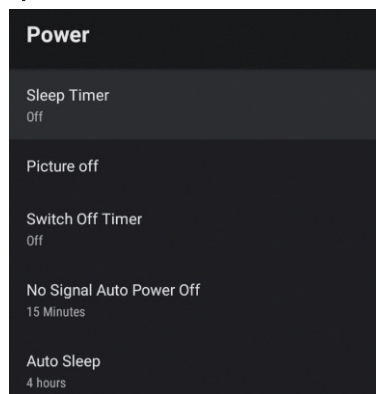 Power
Sleep Timer
Off
Picture off
Switch Off Timer
Off
No Signal Auto Power Off
15 Minutes
Auto Sleep
4 hours